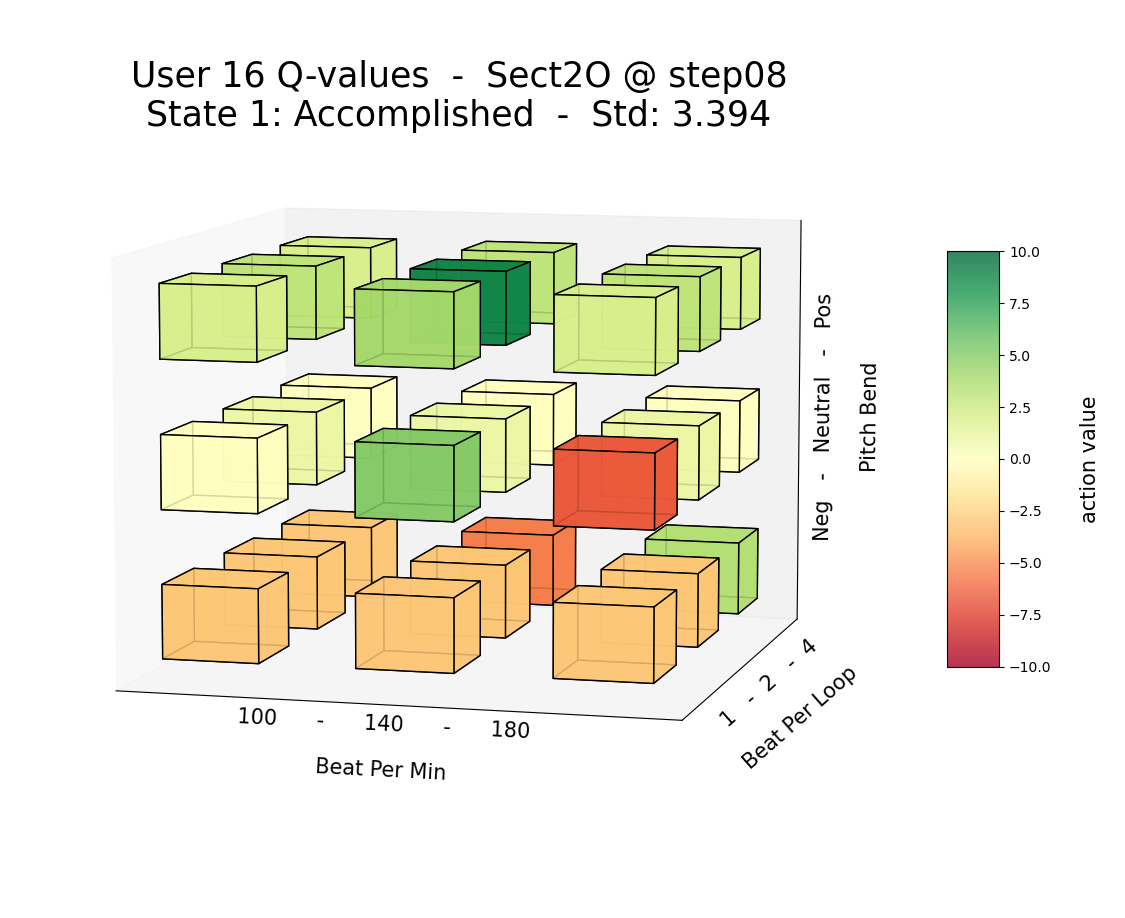 User 16 Q-values  -  Sect2O @ step08
State 1: Accomplished  -  Std: 3.394
Neg  -  Neutral  -  Pos
Pitch Bend
1  -  2  -  4
Beat Per Loop
100  -  140  -  180
Beat Per Min
10.0
7.5
5.0
2.5
0.0
−2.5
−5.0
−7.5
−10.0
action value